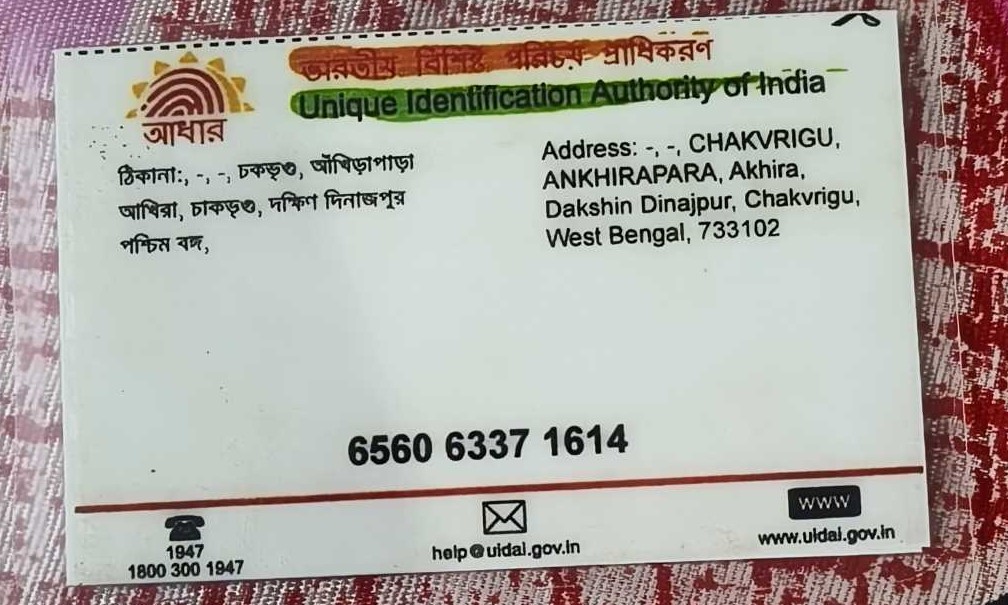 ভারতীয় বিশিষ্ট পরিচয় প্রাধিকরণ
Unique Identification Authority of India
আধার
ঠিকানা:, -, -, চকভৃগু, আঁখিড়াপাড়া
আখিরা, চাকভৃগু, দক্ষিণ দিনাজপুর
পশ্চিম বঙ্গ,
Address: -, -, CHAKVRIGU,
ANKHIRAPARA, Akhira,
Dakshin Dinajpur, Chakvrigu,
West Bengal, 733102
6560 6337 1614
1947
1800 300 1947
help@uidai.gov.in
www
www.uidai.gov.in